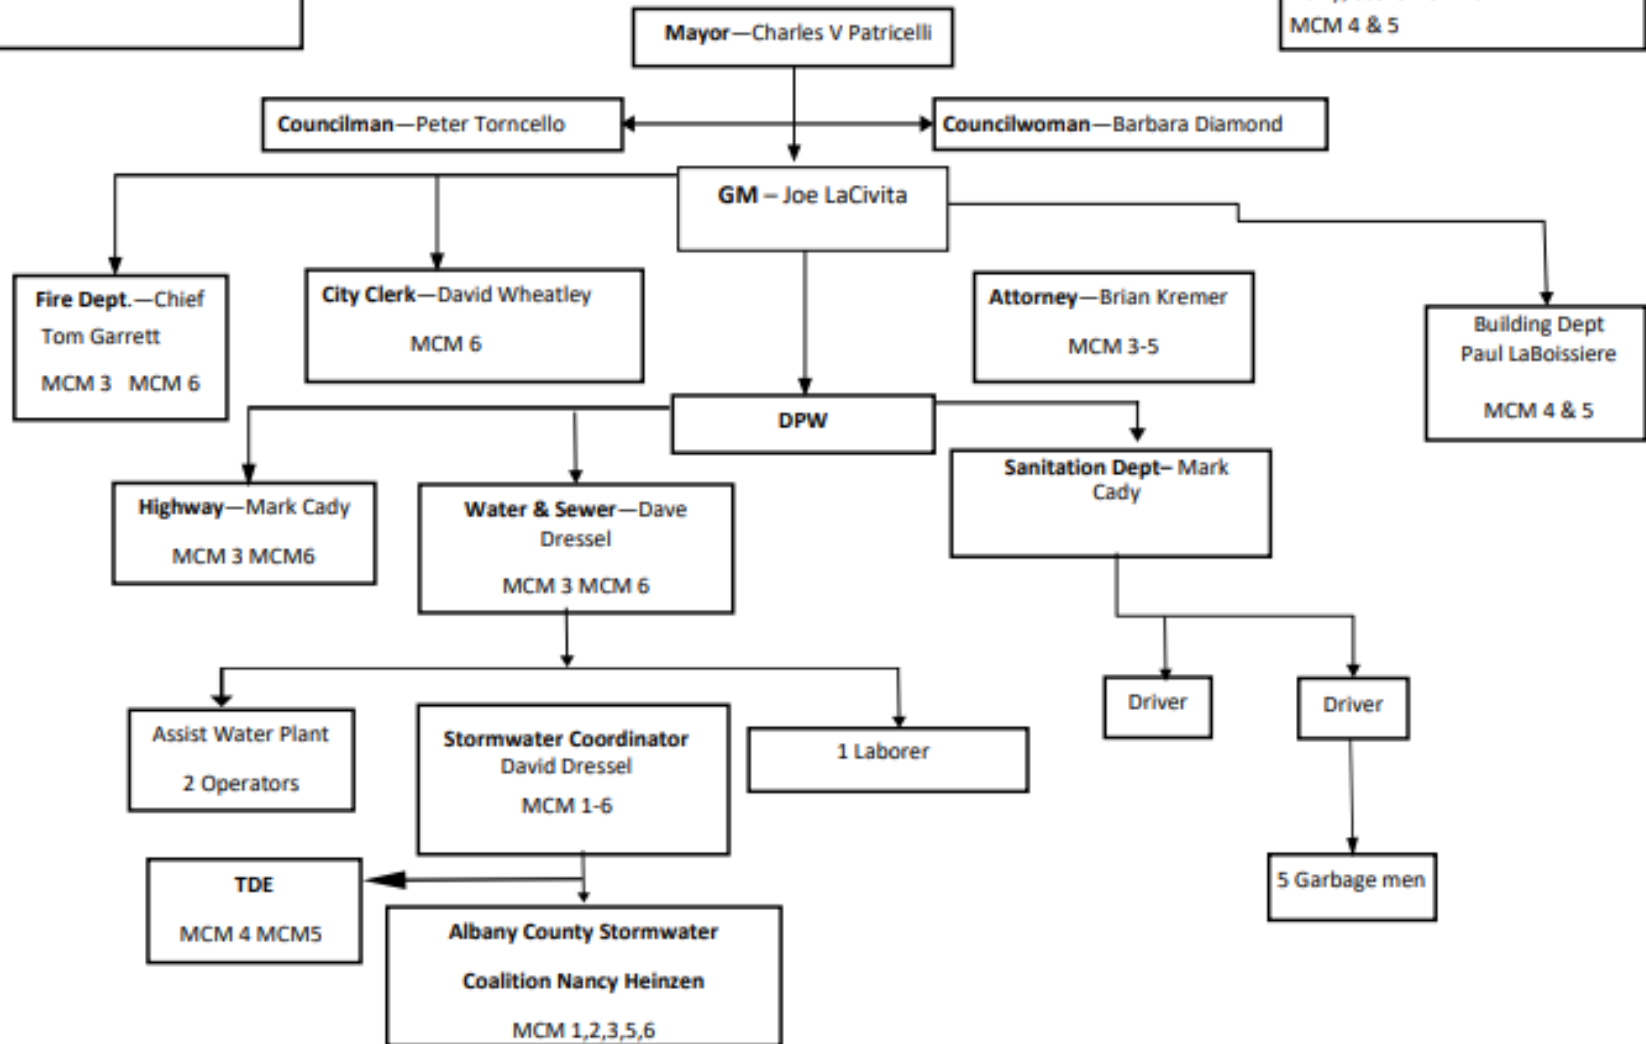 MCM 4 & 5
Mayor—Charles V Patricelli
Councilman—Peter Torncello
Councilwoman—Barbara Diamond
GM – Joe LaCivita
Fire Dept.—Chief
Tom Garrett
MCM 3 MCM 6
City Clerk—David Wheatley
MCM 6
Attorney—Brian Kremer
MCM 3-5
Building Dept
Paul LaBoissiere
MCM 4 & 5
DPW
Highway—Mark Cady
MCM 3 MCM6
Water & Sewer—Dave
Dressel
MCM 3 MCM 6
Sanitation Dept– Mark
Cady
Assist Water Plant
2 Operators
Stormwater Coordinator
David Dressel
MCM 1-6
1 Laborer
Driver
Driver
5 Garbage men
TDE
MCM 4 MCM5
Albany County Stormwater
Coalition Nancy Heinzen
MCM 1,2,3,5,6